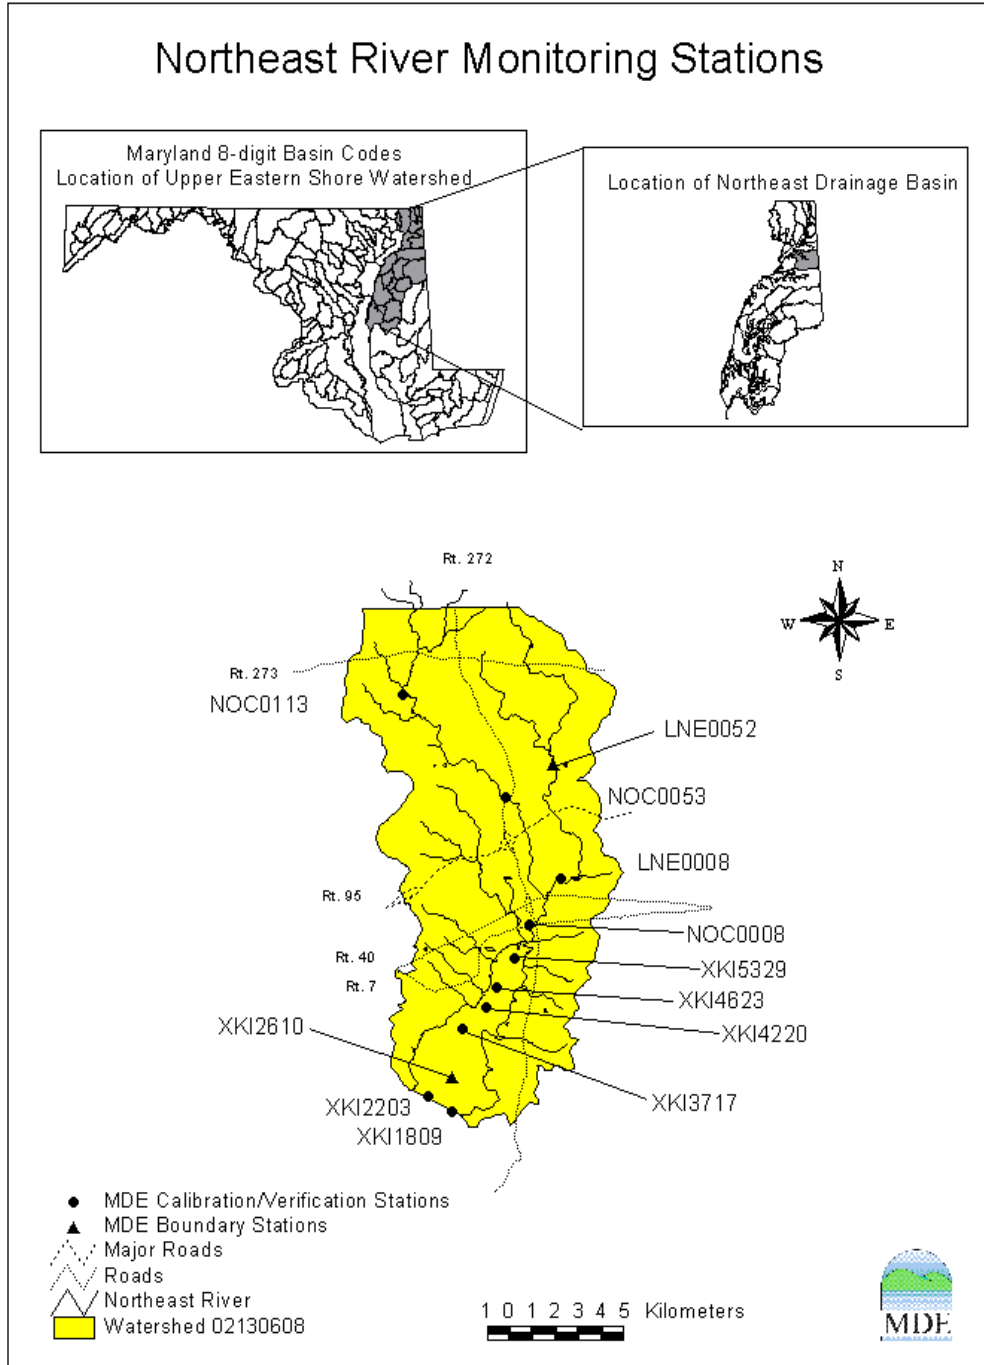 Northeast River Monitoring Stations
Maryland 8-digit Basin Codes
Location of Upper Eastern Shore Watershed
Location of Northeast Drainage Basin
Rt. 272
N
W
E
S
Rt. 273
NOC0113
LNE0052
NOC0053
LNE0008
Rt. 95
NOC0008
Rt. 40
XKI5329
Rt. 7
XKI4623
XKI2610
XKI4220
XKI2203
XKI3717
XKI1809
MDE Calibration/Verification Stations
MDE Boundary Stations
Major Roads
Roads
Northeast River
Watershed 02130608
1 0 1 2 3 4 5 Kilometers
MDE